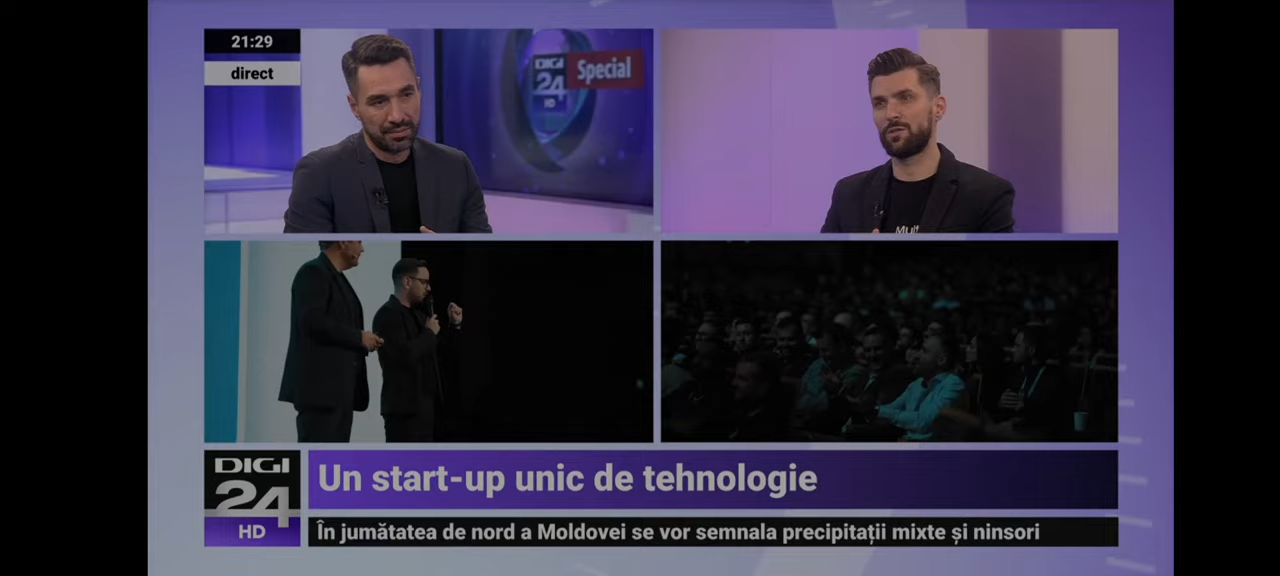 21:29
direct
DIGI
24
HD
Special
Mult
Un start-up unic de tehnologie
DIGI
24
HD
În jumătatea de nord a Moldovei se vor semnala precipitații mixte și ninsori